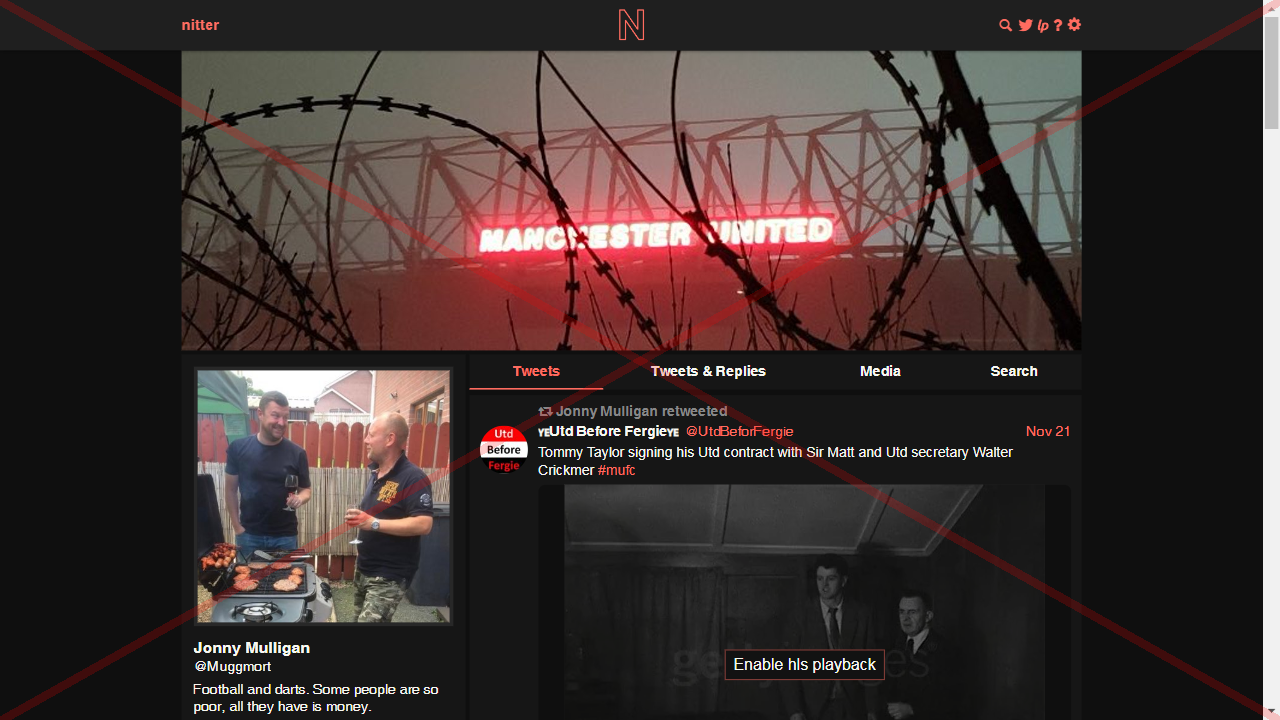 nitter
N
lp ?
MANCHESTER UNITED
Tweets
Tweets & Replies
Media
Search
Jonny Mulligan retweeted
Utd Before Fergie @UtdBeforFergie
Nov 21
Utd
Before
Fergie
Tommy Taylor signing his Utd contract with Sir Matt and Utd secretary Walter
Crickmer #mufc
Enable hls playback
Jonny Mulligan
@Muggmort
Football and darts. Some people are so
poor, all they have is money.